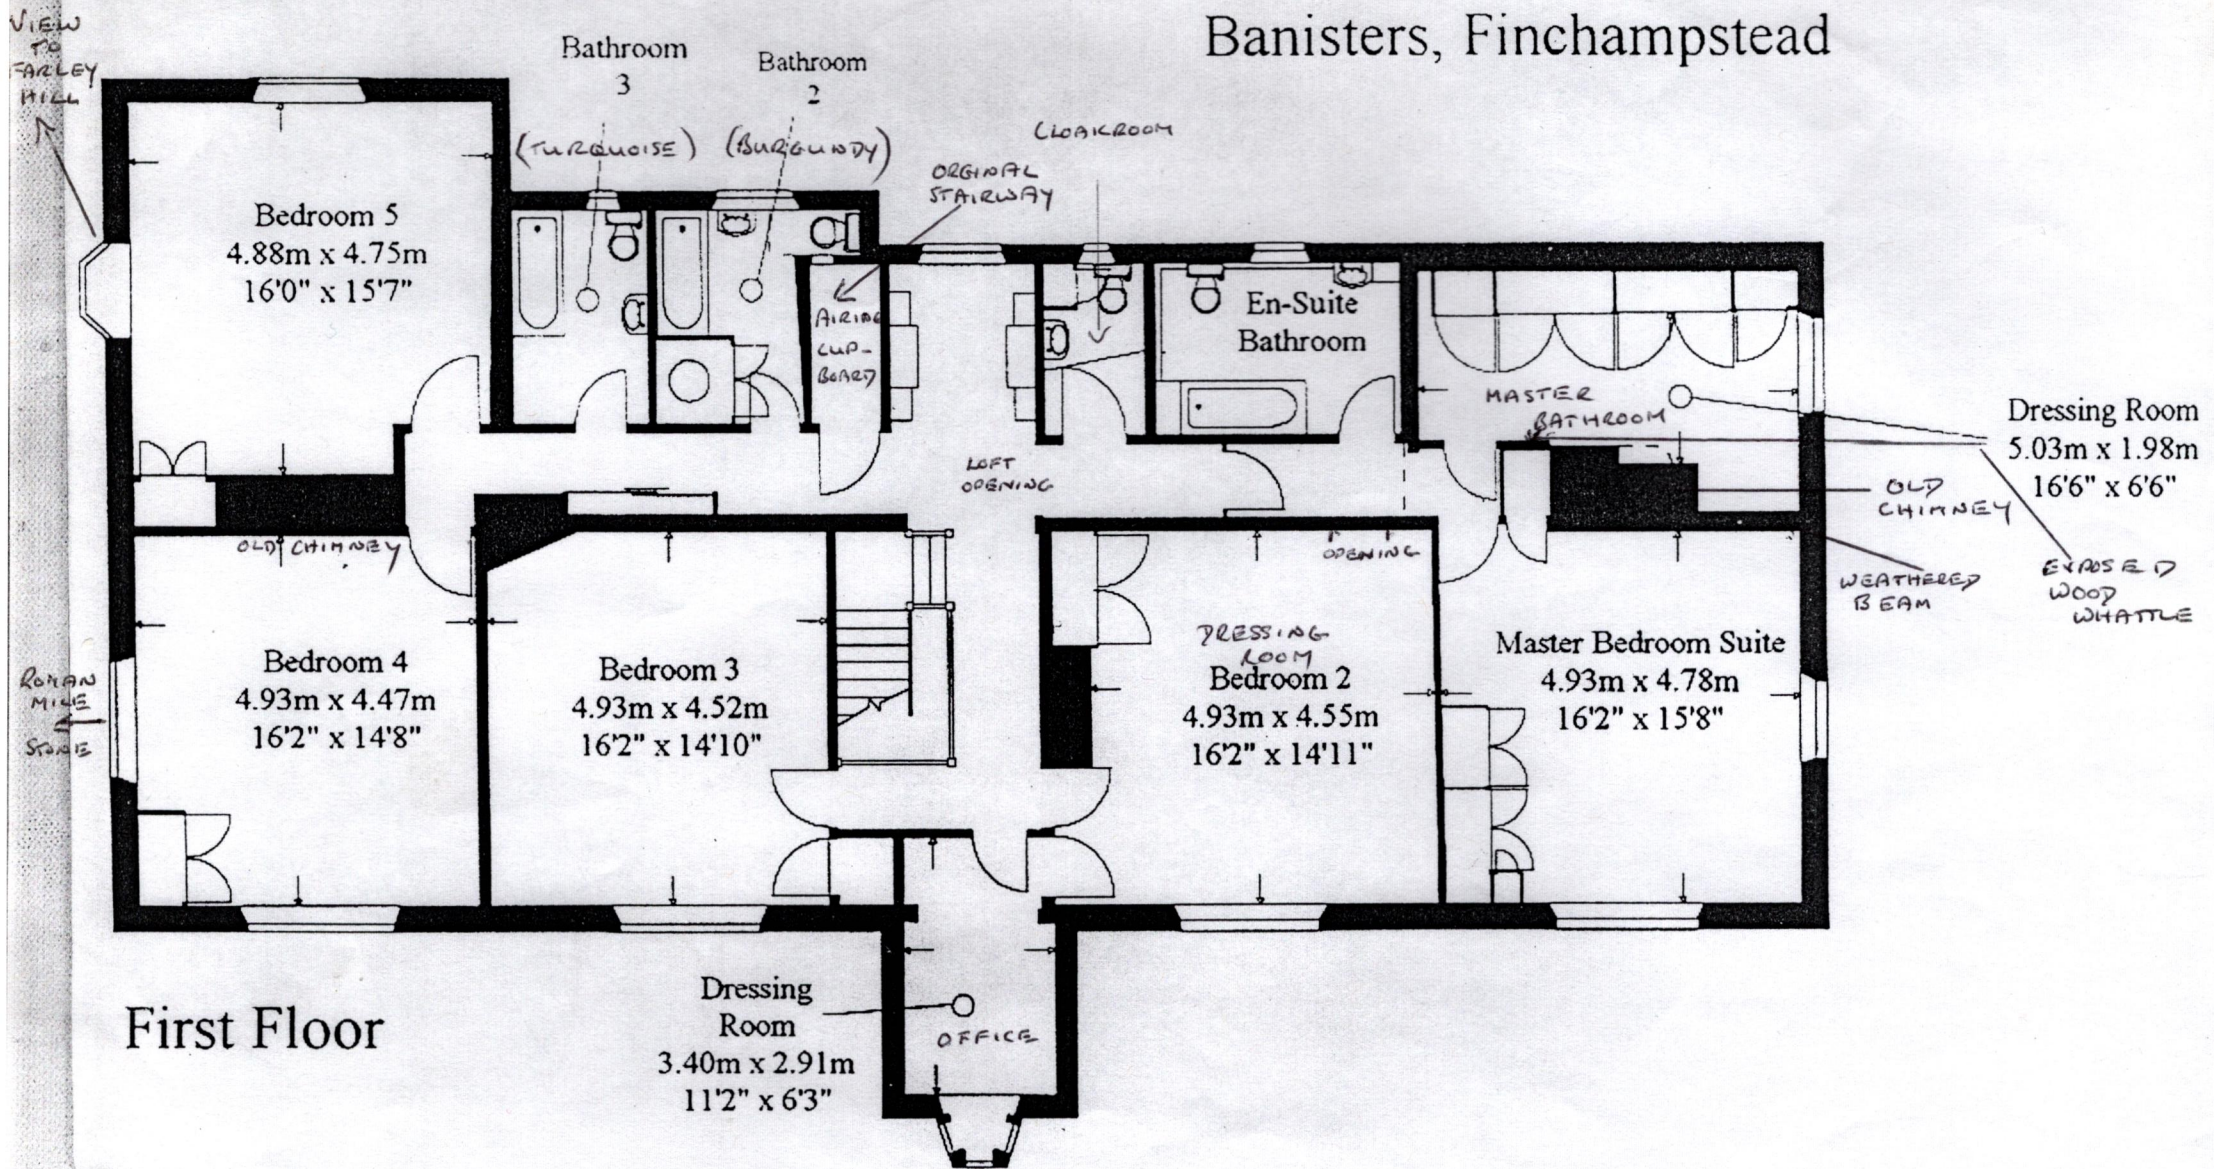 Banisters, Finchampstead
VIEW
TO
FARLEY
HILL
Bathroom
3
(TURQUOISE)
Bathroom
2
(BURGUNDY)
CLOAKROOM
ORGINAL
STAIRWAY
Bedroom 5
4.88m x 4.75m
16'0" x 15'7"
AIRING
CUP-
BOARD
En-Suite
Bathroom
MASTER
BATHROOM
Dressing Room
5.03m x 1.98m
16'6" x 6'6"
LOFT
OPENING
OLD
CHIMNEY
OLD CHIMNEY
OPENING
WEATHERED
BEAM
EXPOSED
WOOD
WHATTLE
ROMAN
MILE
STONE
Bedroom 4
4.93m x 4.47m
16'2" x 14'8"
Bedroom 3
4.93m x 4.52m
16'2" x 14'10"
DRESSING
ROOM
Bedroom 2
4.93m x 4.55m
16'2" x 14'11"
Master Bedroom Suite
4.93m x 4.78m
16'2" x 15'8"
First Floor
Dressing
Room
3.40m x 2.91m
11'2" x 6'3"
OFFICE